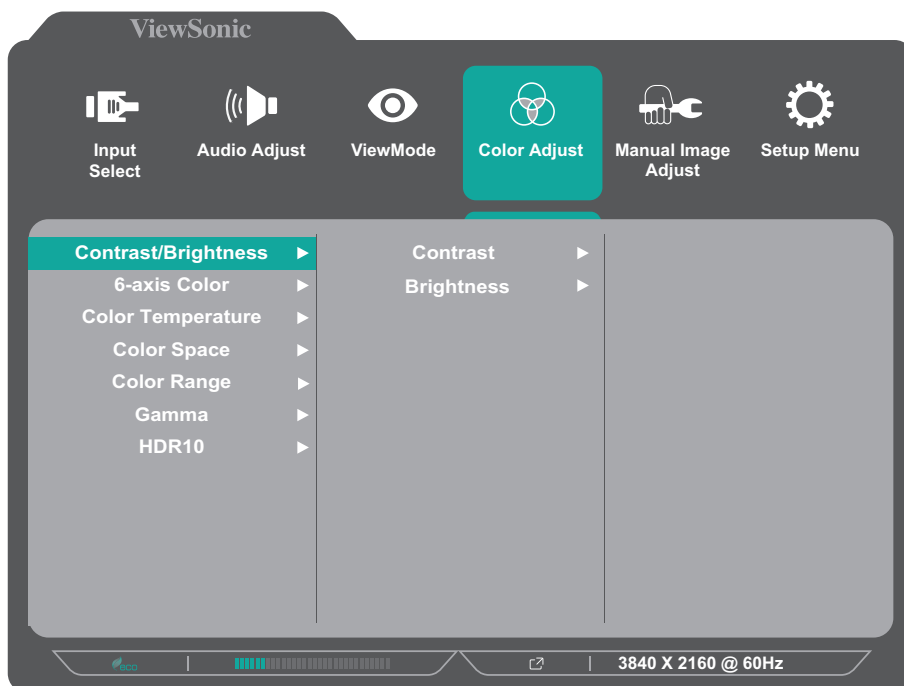 ViewSonic
Input
Select
Audio Adjust
ViewMode
Color Adjust
Manual Image
Adjust
Setup Menu
Contrast/Brightness
6-axis Color
Color Temperature
Color Space
Color Range
Gamma
HDR10
Contrast
Brightness
eco
3840 X 2160 @ 60Hz